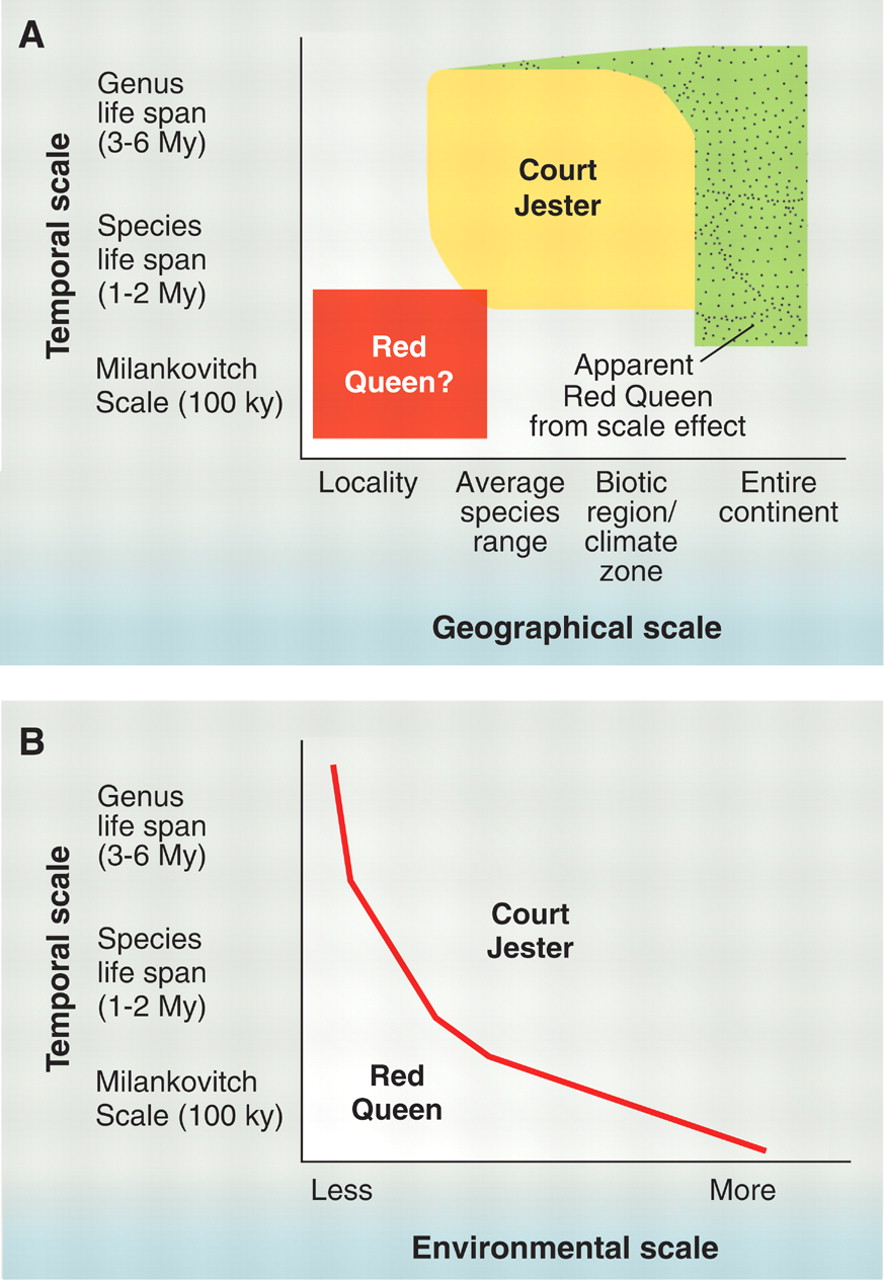 A
Temporal scale
Genus
life span
(3-6 My)
Species
life span
(1-2 My)
Milankovitch
Scale (100 ky)
Court
Jester
Red
Queen?
Apparent
Red Queen
from scale effect
Locality
Average
species
range
Biotic
region/
climate
zone
Entire
continent
Geographical scale
B
Temporal scale
Genus
life span
(3-6 My)
Species
life span
(1-2 My)
Milankovitch
Scale (100 ky)
Court
Jester
Red
Queen
Less
More
Environmental scale